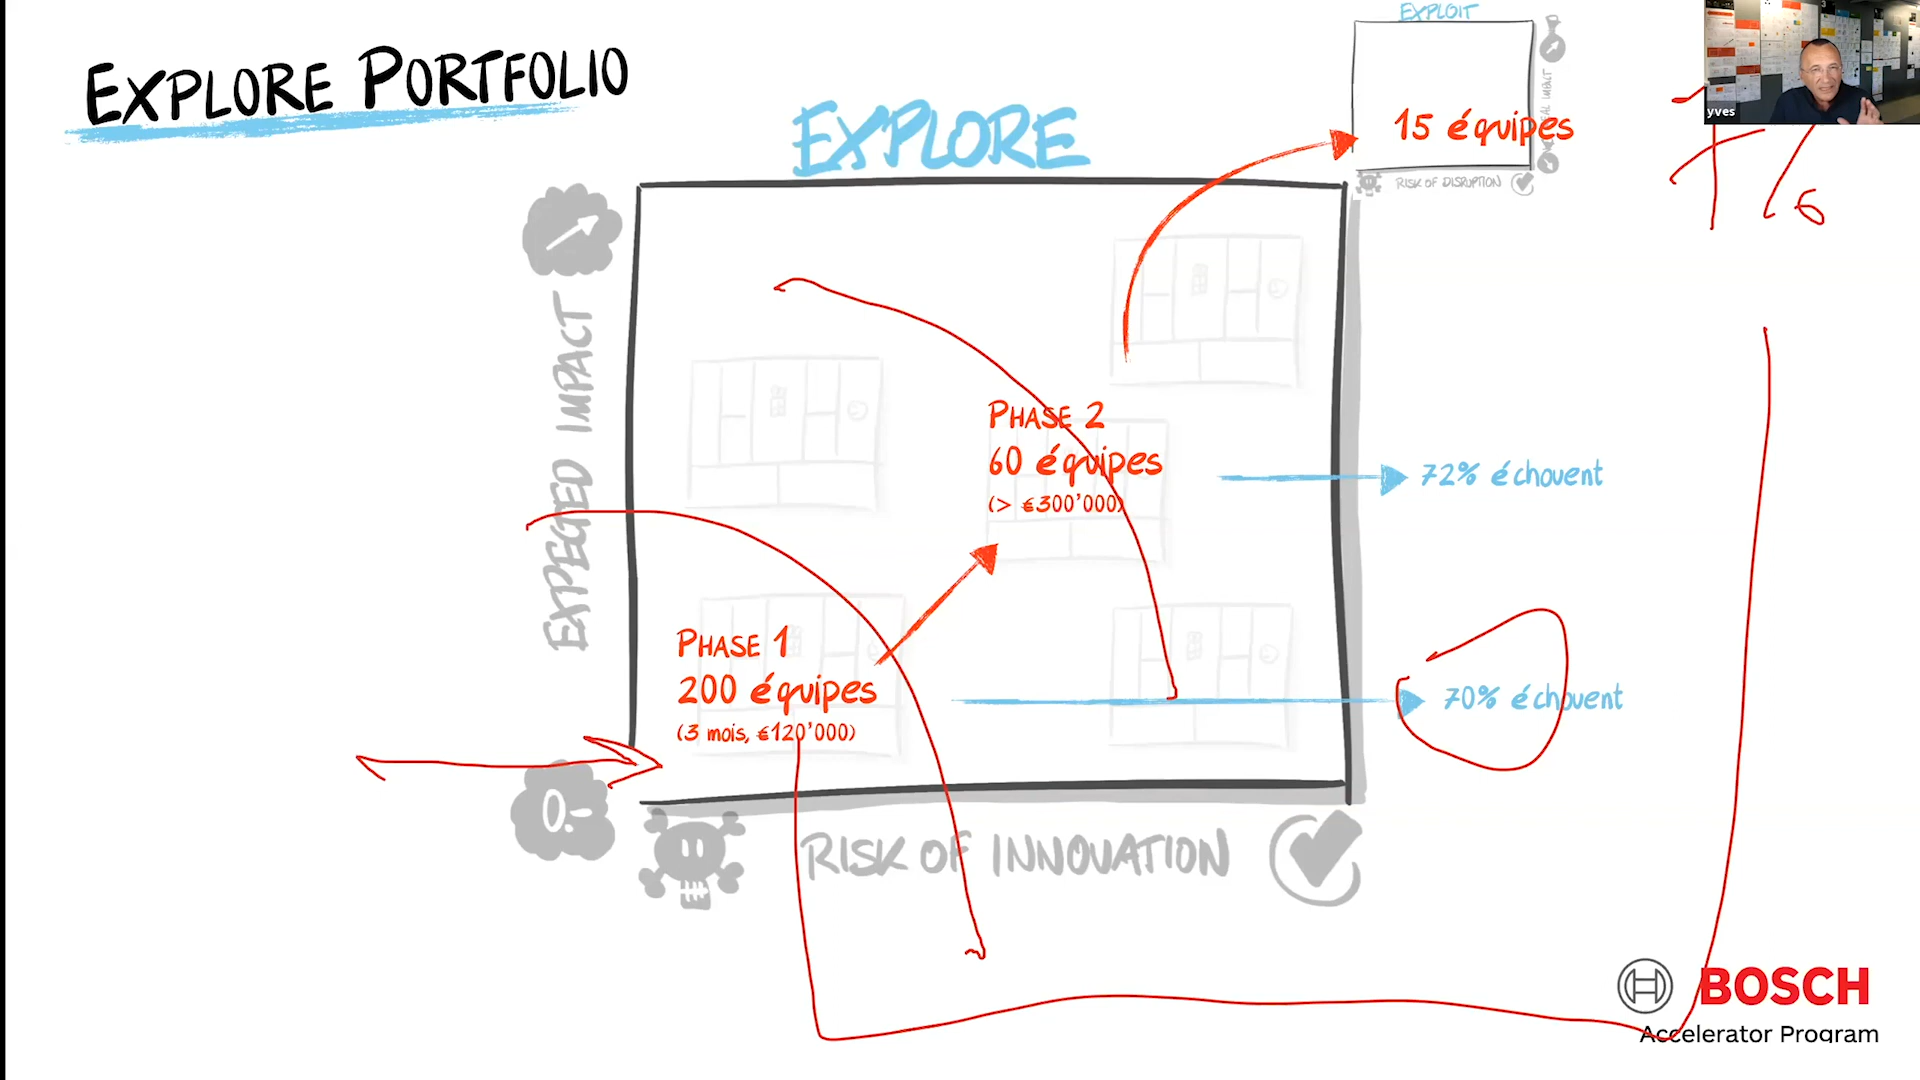 EXPLORE PORTFOLIO
EXPLORE
EXPLOIT
15 équipes
RISK OF DISRUPTION
yves
EXPECTED IMPACT
PHASE 2
60 équipes
(> €300'000)
72% échouent
PHASE 1
200 équipes
(3 mois, €120'000)
70% échouent
RISK OF INNOVATION
BOSCH
Accelerator Program